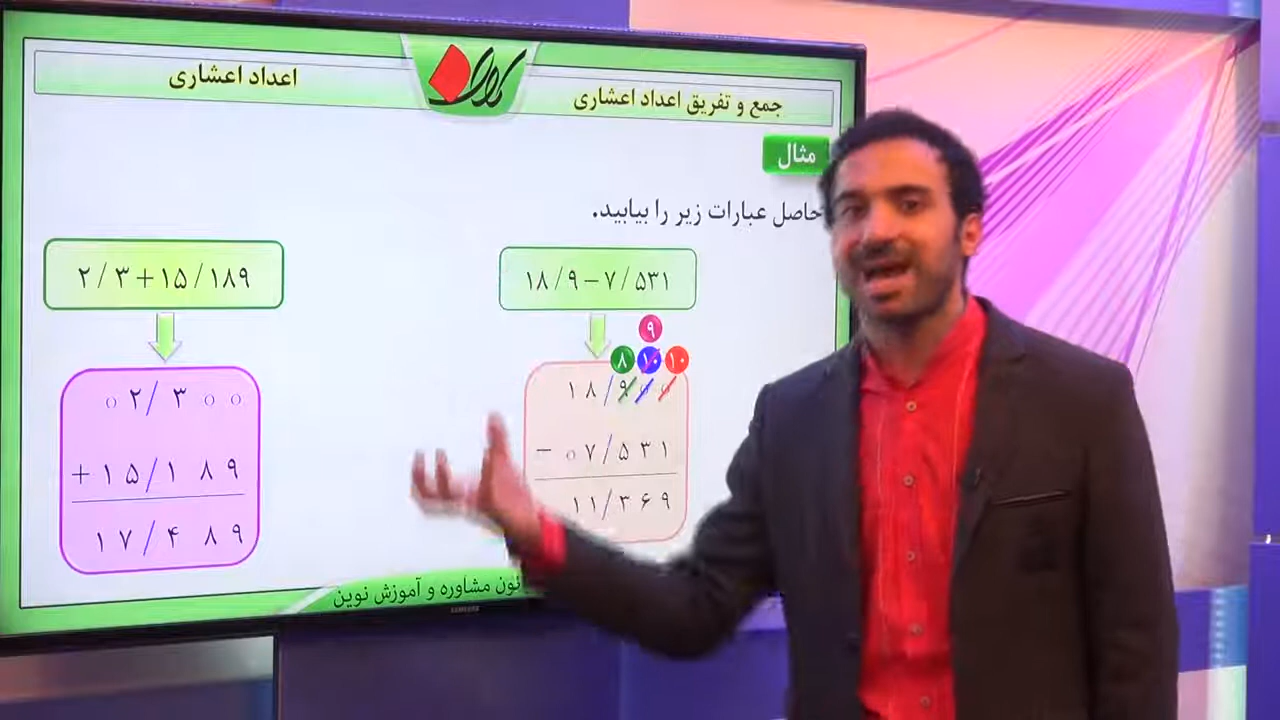 جمع و تفریق اعداد اعشاری
اعداد اعشاری
مثال
حاصل عبارات زیر را بیابید.
۱۸/۹ − ۷/۵۳۱
۹
۸ ۱۰ ۱۰
۱۸/۹۰۰
− ۰۷/۵۳۱
۱۱/۳۶۹
۲/۳ + ۱۵/۱۸۹
۰۲/۳۰۰
+ ۱۵/۱۸۹
۱۷/۴۸۹
مشاوره و آموزش نوین
SAMSUNG